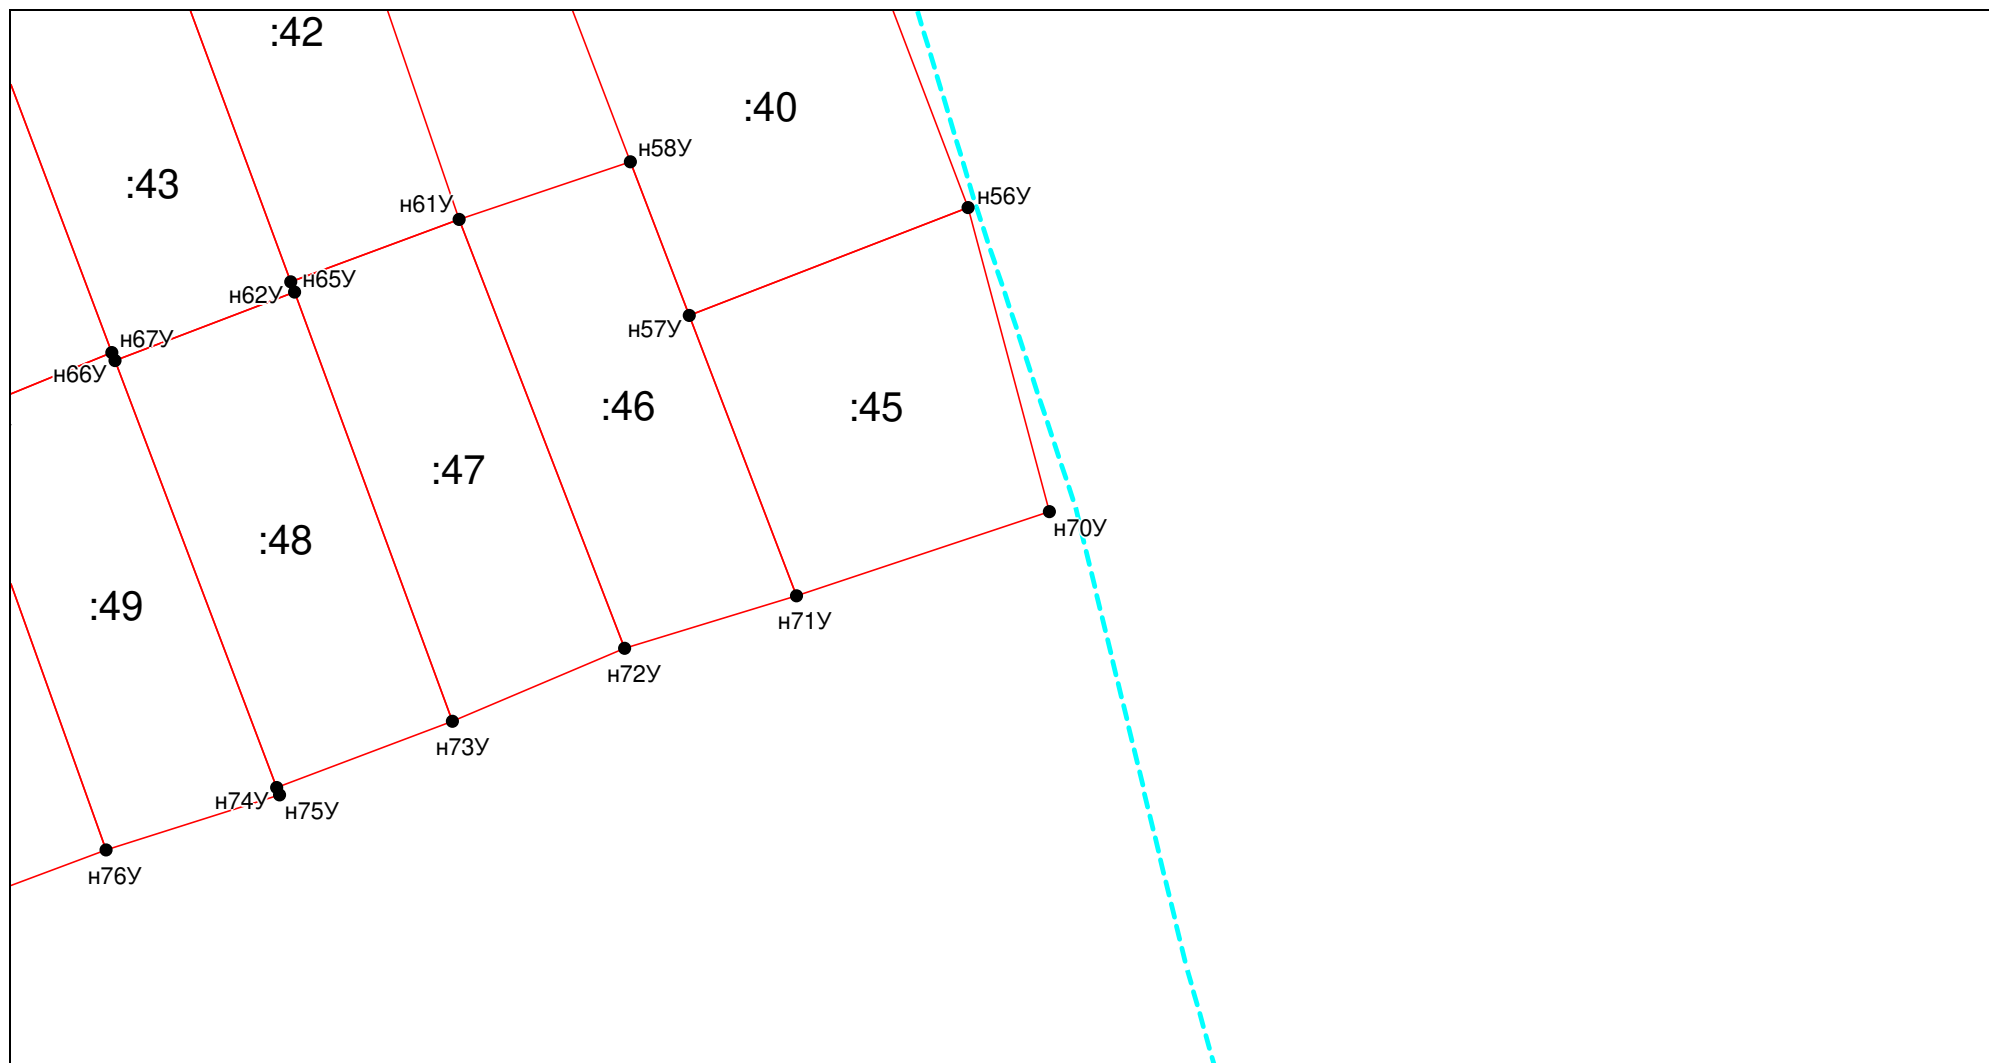 :42
:40
н58У
:43
н56У
н61У
н65У
н62У
н57У
н67У
н66У
:46
:45
:47
н70У
:48
:49
н71У
н72У
н73У
н74У
н75У
н76У